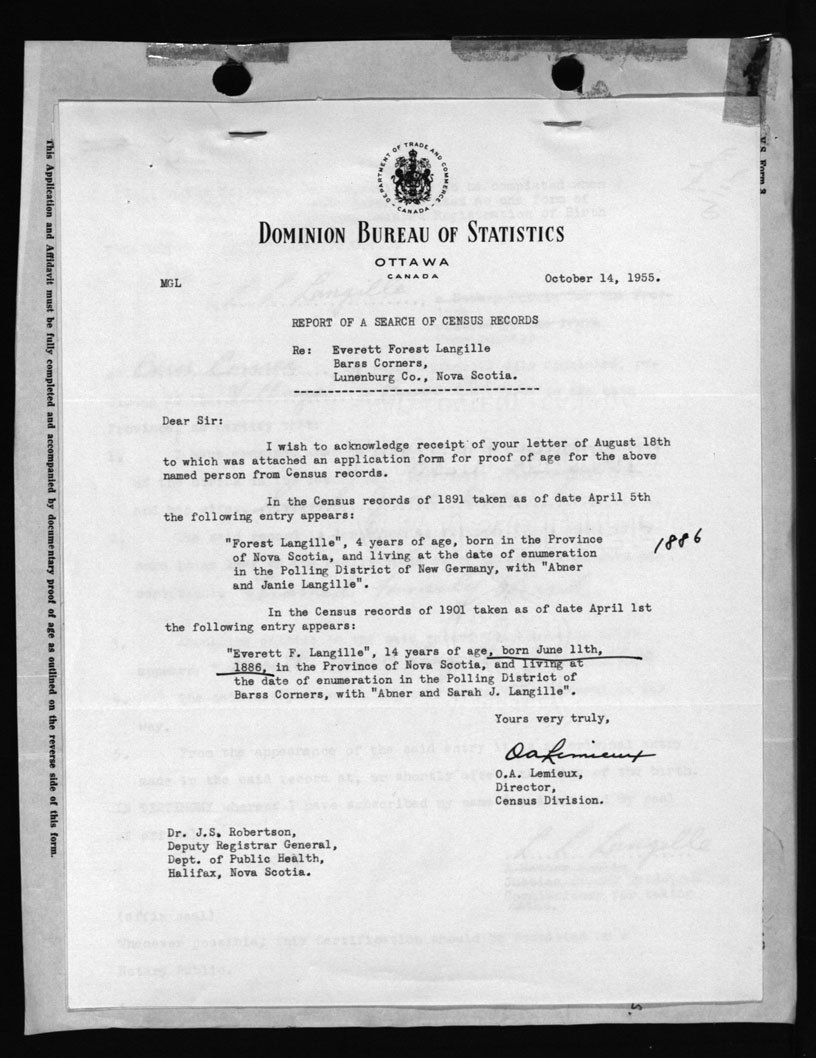 DEPARTMENT OF TRADE AND COMMERCE
CANADA
DOMINION BUREAU OF STATISTICS
OTTAWA
CANADA
MGL
October 14, 1955.
REPORT OF A SEARCH OF CENSUS RECORDS
Re: Everett Forest Langille
Barss Corners,
Lunenburg Co., Nova Scotia.
Dear Sir:
I wish to acknowledge receipt of your letter of August 18th
to which was attached an application form for proof of age for the above
named person from Census records.
In the Census records of 1891 taken as of date April 5th
the following entry appears:
"Forest Langille", 4 years of age, born in the Province
of Nova Scotia, and living at the date of enumeration
in the Polling District of New Germany, with "Abner
and Janie Langille".
1886
In the Census records of 1901 taken as of date April 1st
the following entry appears:
"Everett F. Langille", 14 years of age, born June 11th,
1886, in the Province of Nova Scotia, and living at
the date of enumeration in the Polling District of
Barss Corners, with "Abner and Sarah J. Langille".
Yours very truly,
OALemieux
O.A. Lemieux,
Director,
Census Division.
Dr. J.S. Robertson,
Deputy Registrar General,
Dept. of Public Health,
Halifax, Nova Scotia.
This Application and Affidavit must be fully completed and accompanied by documentary proof of age as outlined on the reverse side of this form.
V.S. Form